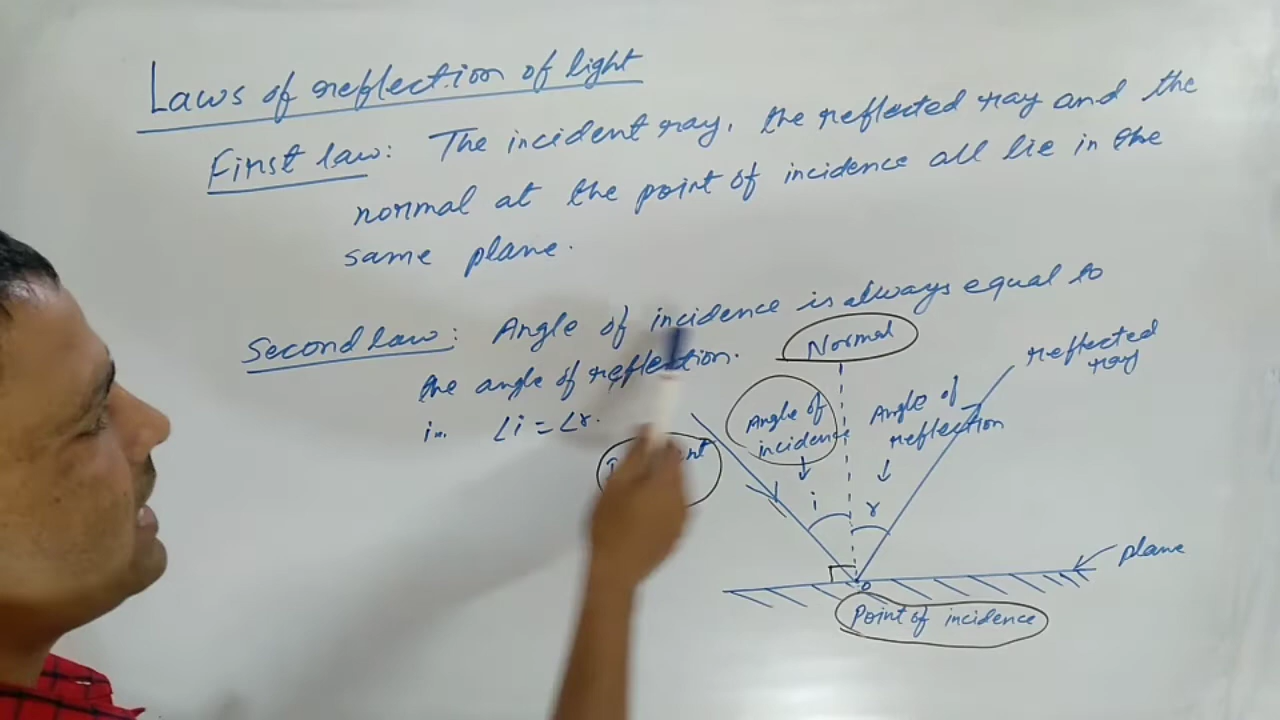 Laws of reflection of light
First law: The incident ray, the reflected ray and the
normal at the point of incidence all lie in the
same plane.
Second law: Angle of incidence is always equal to
the angle of reflection.
∠i = ∠r.
Normal
reflected
ray
Angle of
incidence
Angle of
reflection
i
r
plane
Point of incidence